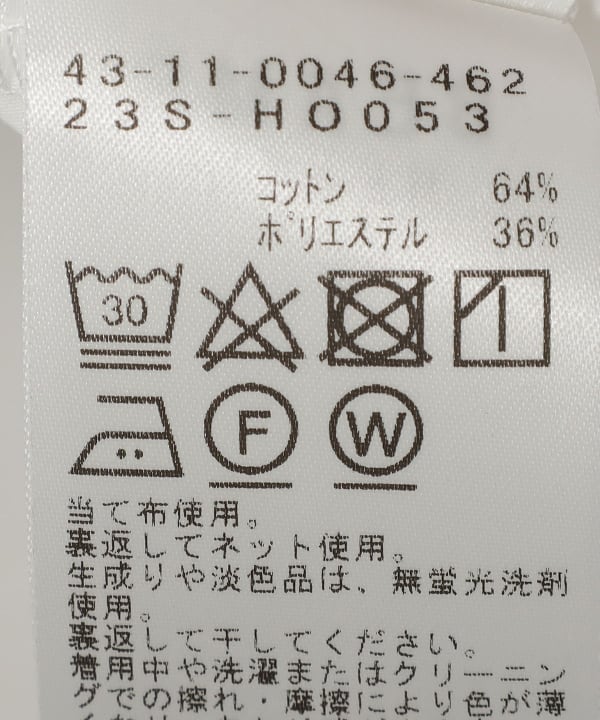 43-11-0046-462
23S-HO053
コットン 64%
ポリエステル 36%
30
F W
当て布使用。
裏返してネット使用。
生成りや淡色品は、無蛍光洗剤
使用。
裏返して干してください。
着用中や洗濯またはクリーニン
グでの擦れ・摩擦により色が薄